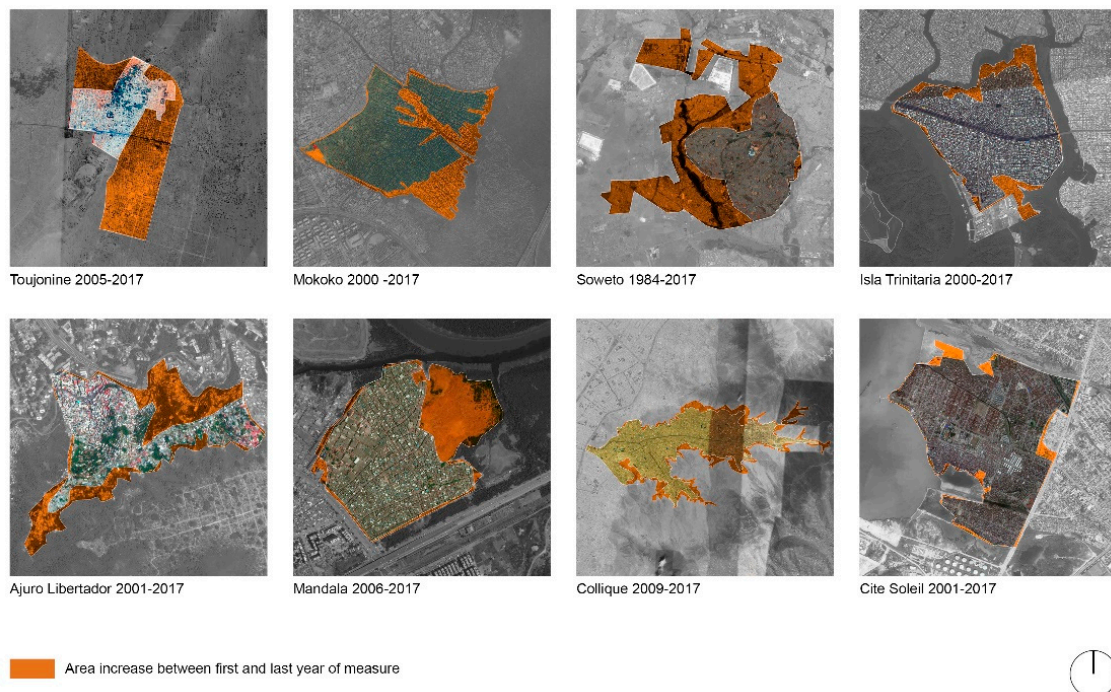 Toujonine 2005-2017
Mokoko 2000 -2017
Soweto 1984-2017
Isla Trinitaria 2000-2017
Ajuro Libertador 2001-2017
Mandala 2006-2017
Collique 2009-2017
Cite Soleil 2001-2017
Area increase between first and last year of measure